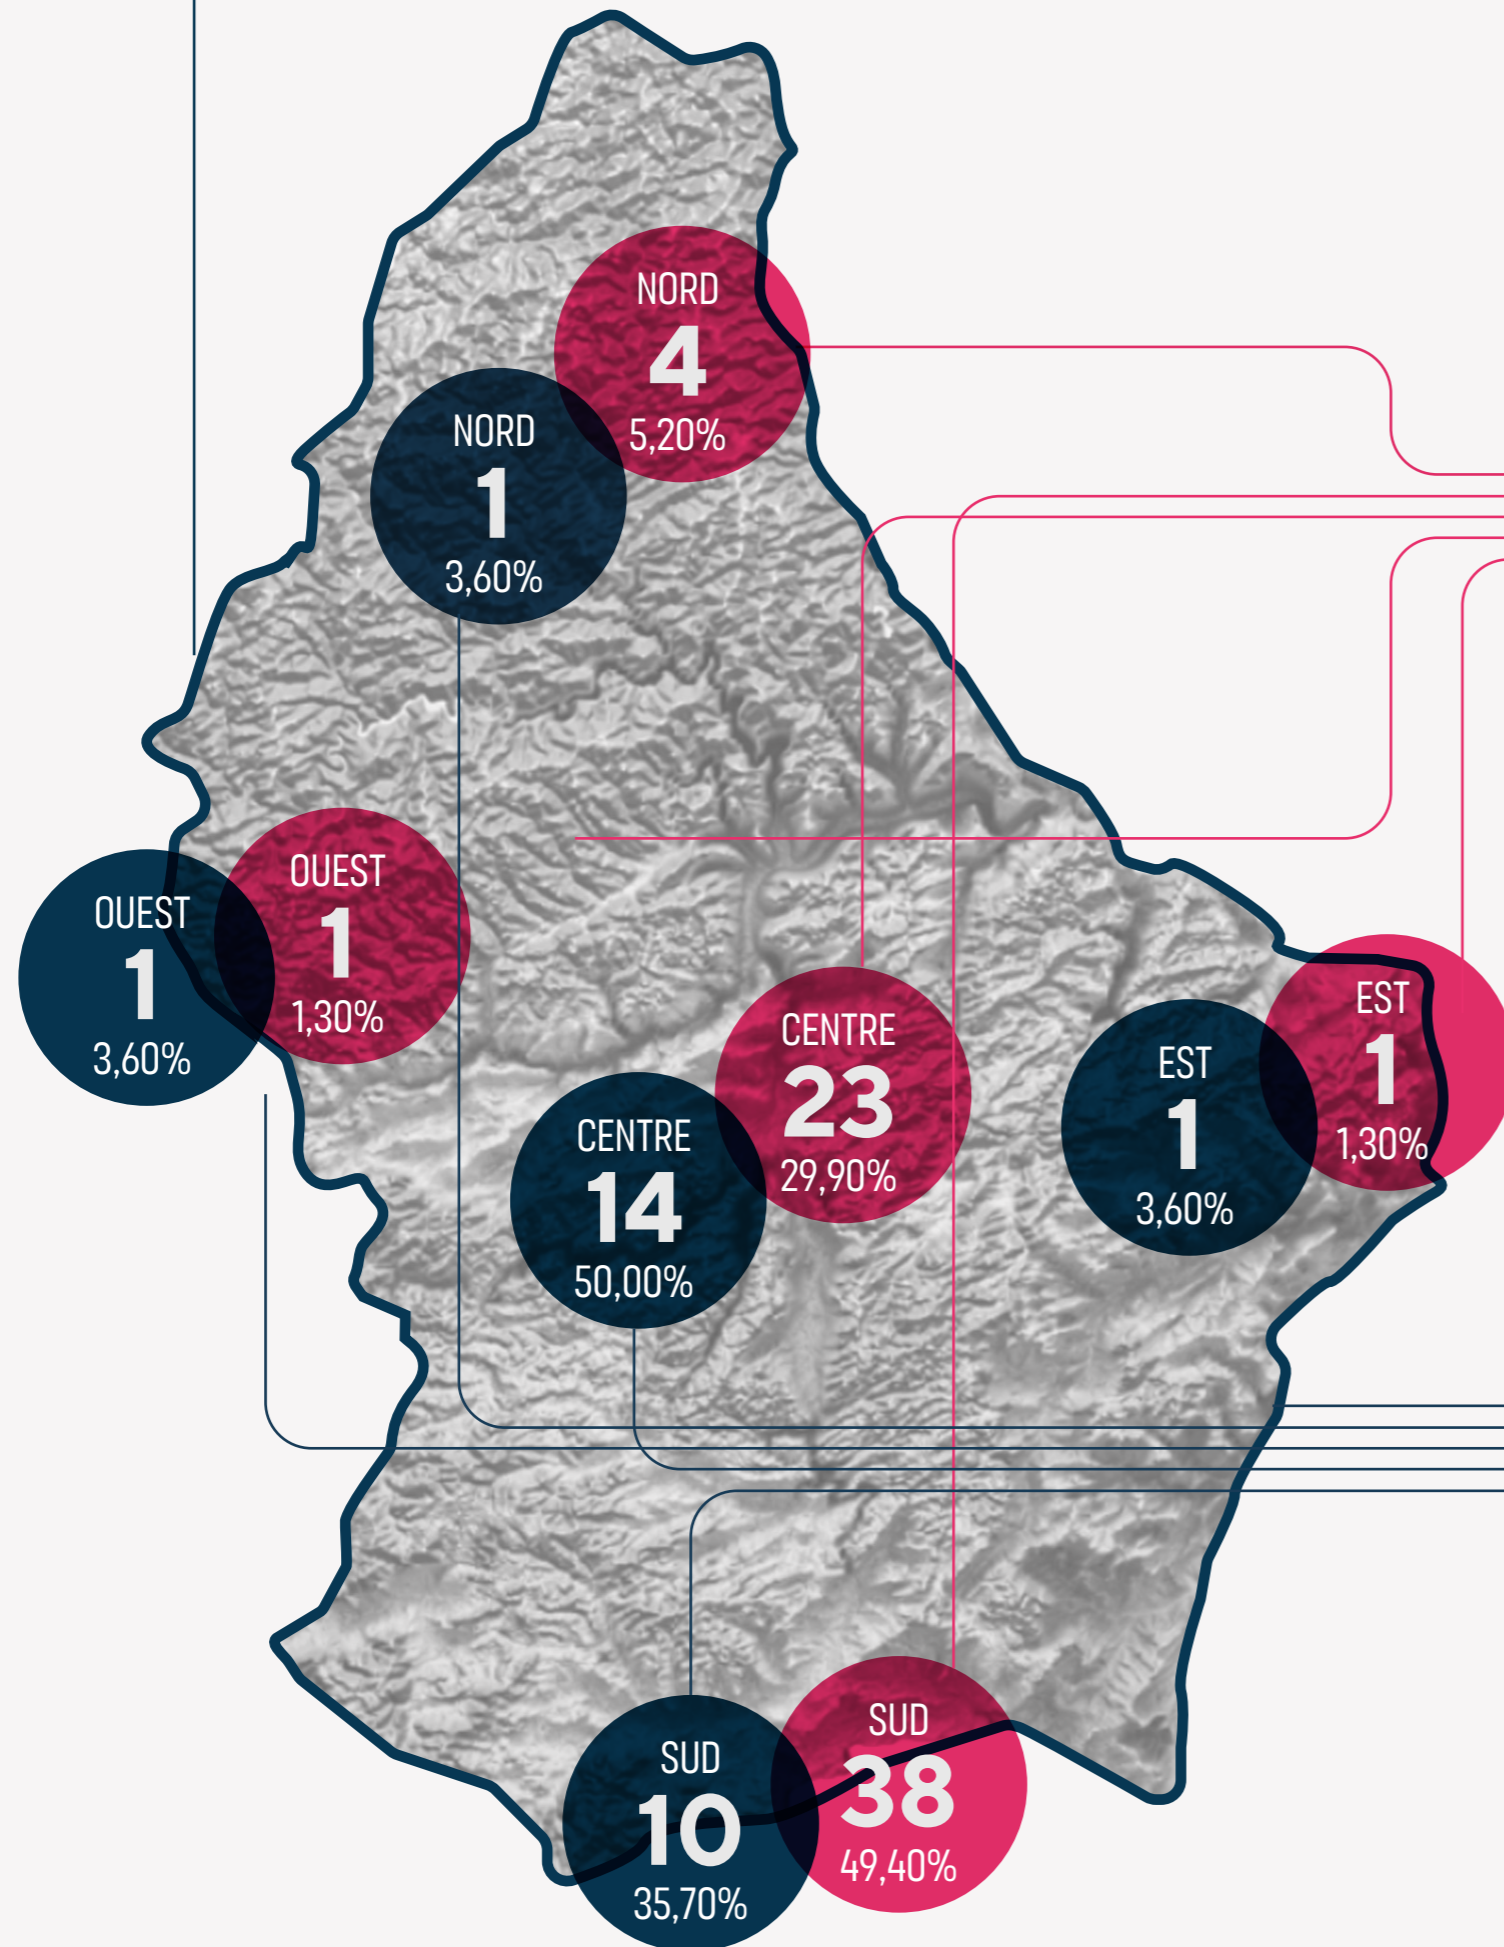 NORD
4
5,20%
NORD
1
3,60%
OUEST
1
1,30%
OUEST
1
3,60%
CENTRE
23
29,90%
CENTRE
14
50,00%
EST
1
1,30%
EST
1
3,60%
SUD
38
49,40%
SUD
10
35,70%